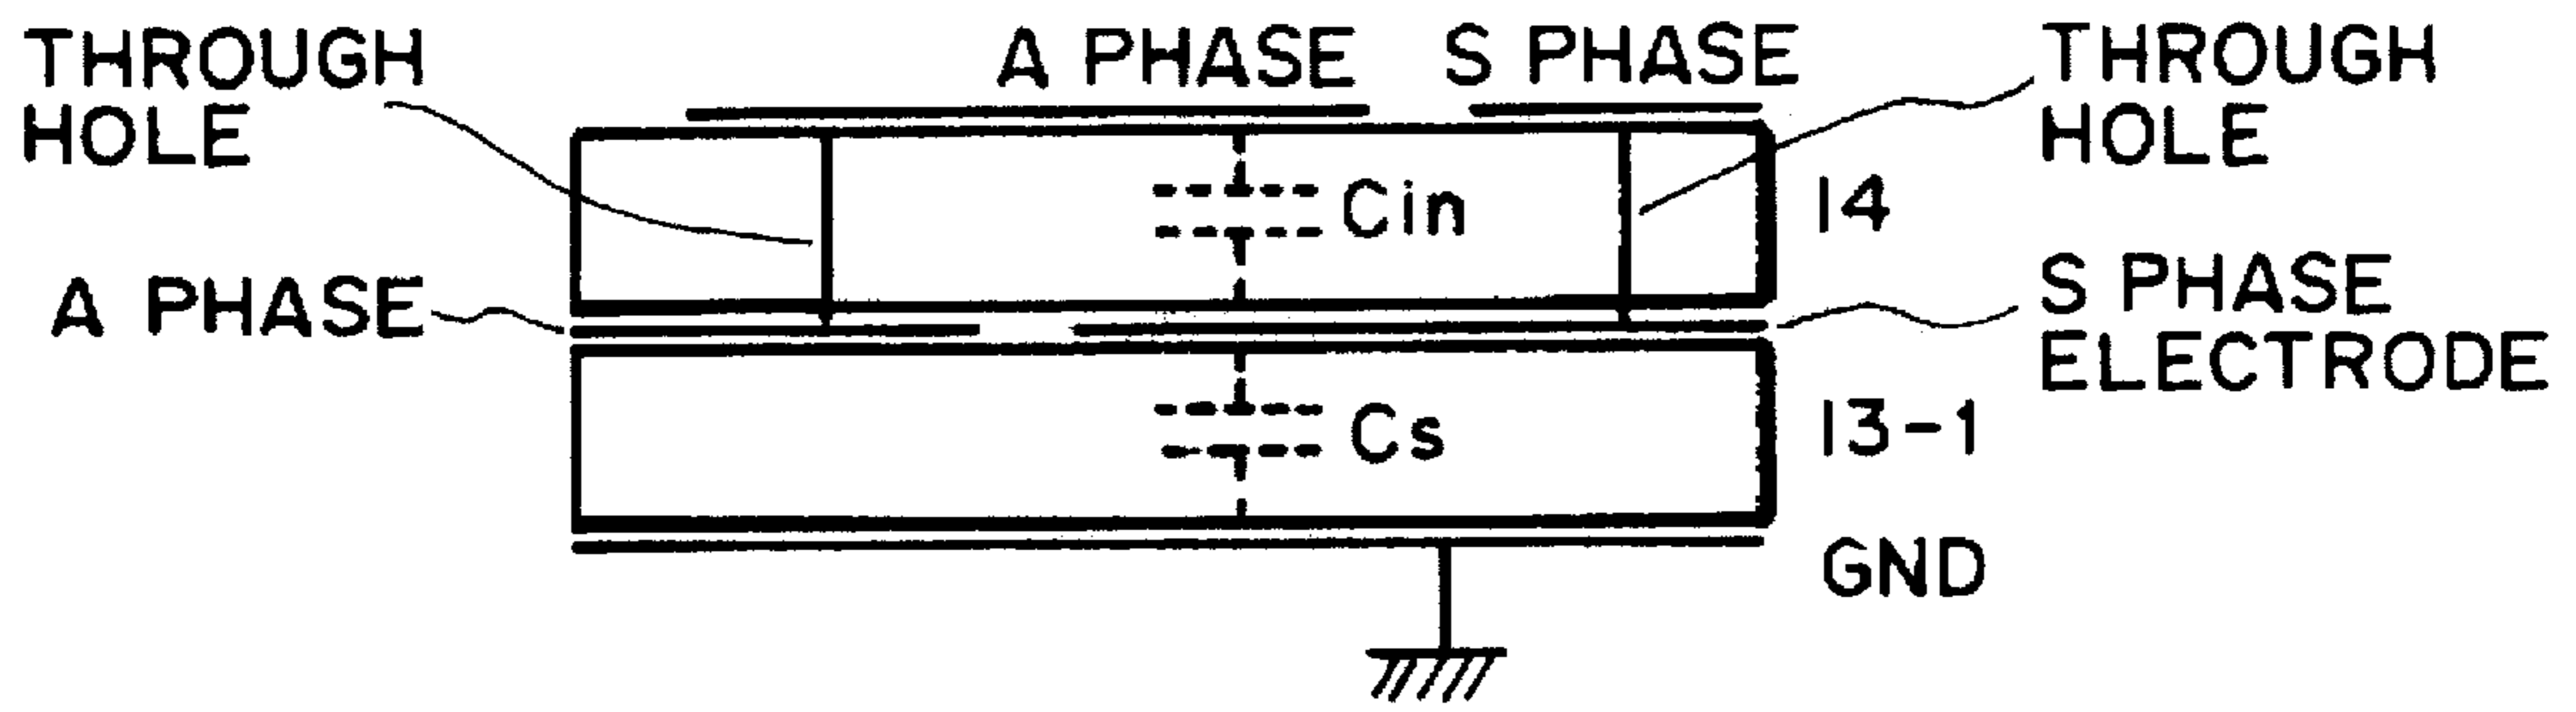 THROUGH
HOLE
A PHASE
S PHASE
THROUGH
HOLE
Cin
14
A PHASE
S PHASE
ELECTRODE
Cs
13-1
GND